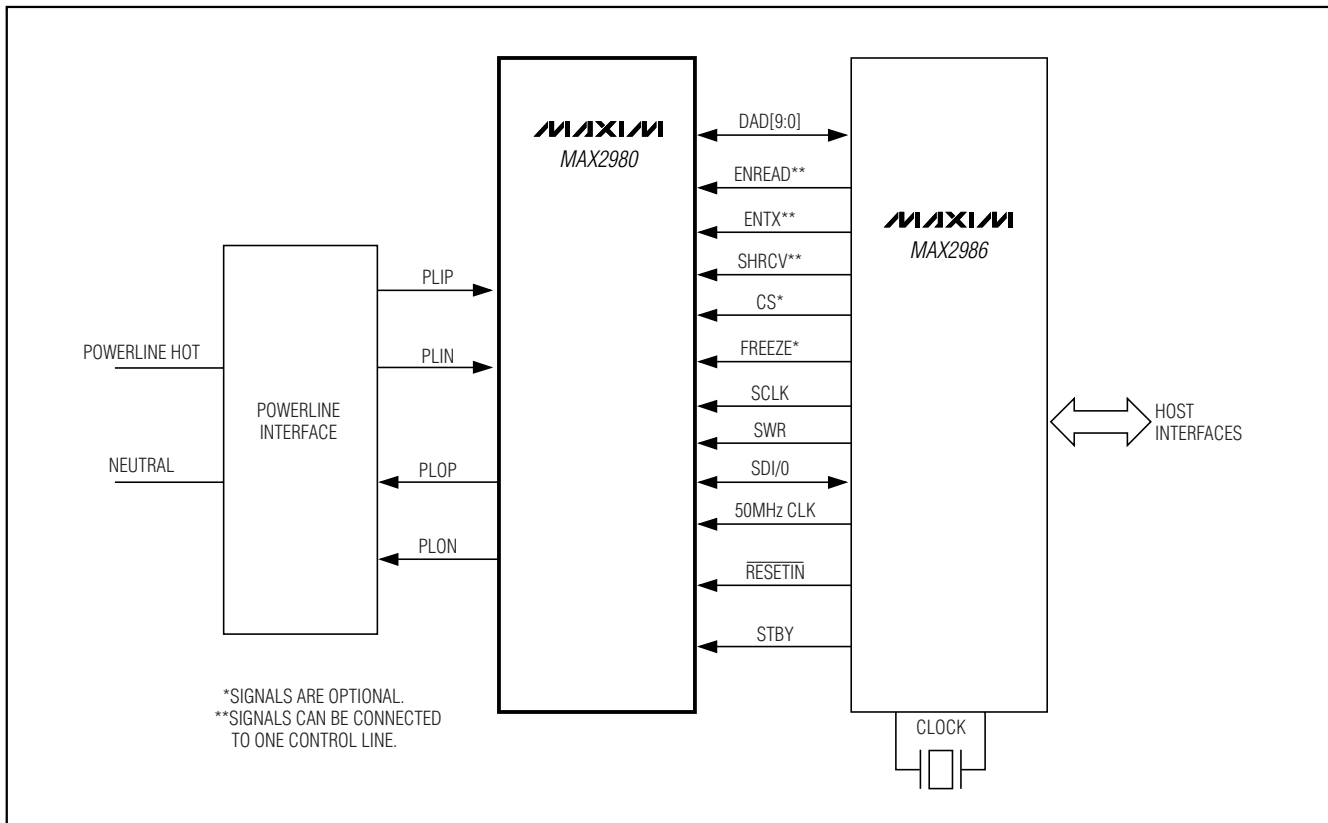 MAXIM
MAX2980
MAXIM
MAX2986
DAD[9:0]
ENREAD**
ENTX**
SHRCV**
CS*
FREEZE*
SCLK
SWR
SDI/0
50MHz CLK
RESETIN
STBY
PLIP
PLIN
PLOP
PLON
POWERLINE HOT
NEUTRAL
POWERLINE
INTERFACE
HOST
INTERFACES
*SIGNALS ARE OPTIONAL.
**SIGNALS CAN BE CONNECTED
TO ONE CONTROL LINE.
CLOCK